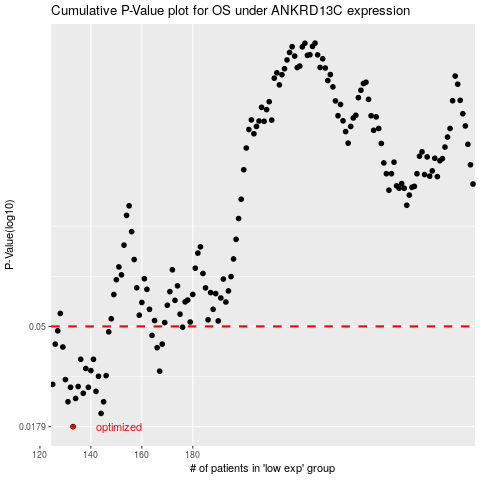 Cumulative P-Value plot for OS under ANKRD13C expression
P-Value(log10)
0.05
0.0179
optimized
120 140 160 180
# of patients in 'low exp' group